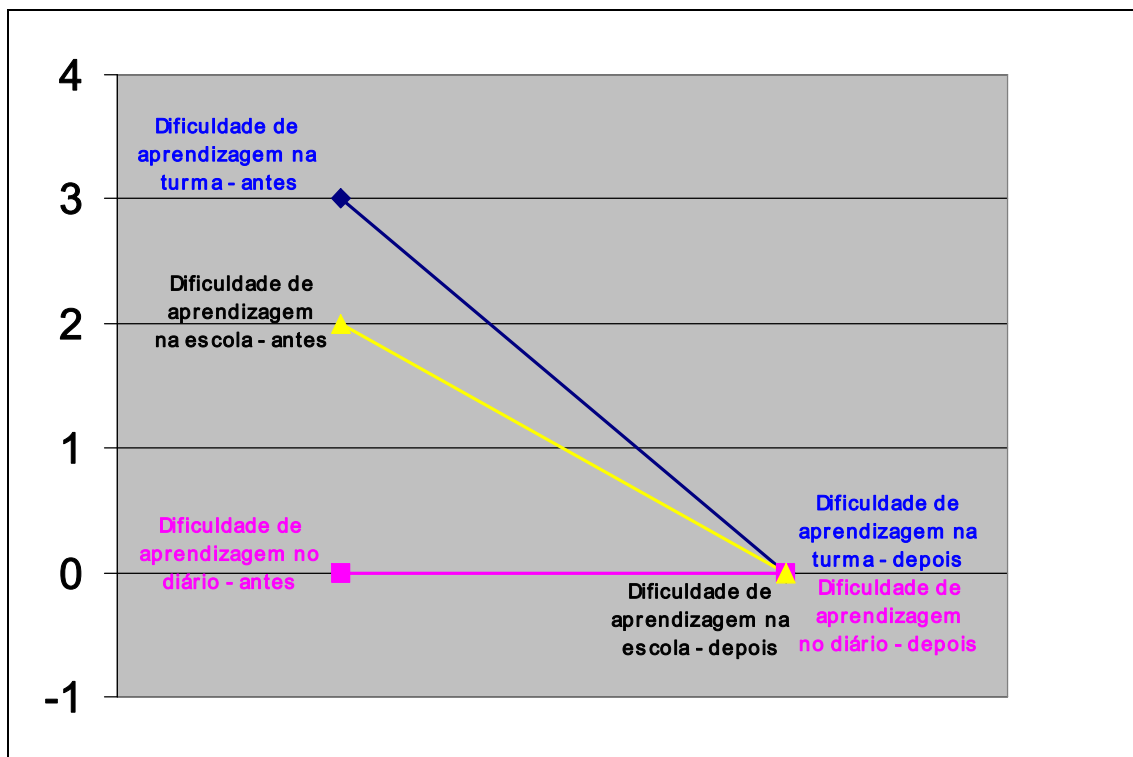 4
Dificuldade de
aprendizagem na
turma - antes
3
Dificuldade de
aprendizagem
na escola - antes
2
1
Dificuldade de
aprendizagem no
diário - antes
0
Dificuldade de
aprendizagem na
turma - depois
Dificuldade de
aprendizagem na
escola - depois
Dificuldade de
aprendizagem
no diário - depois
-1